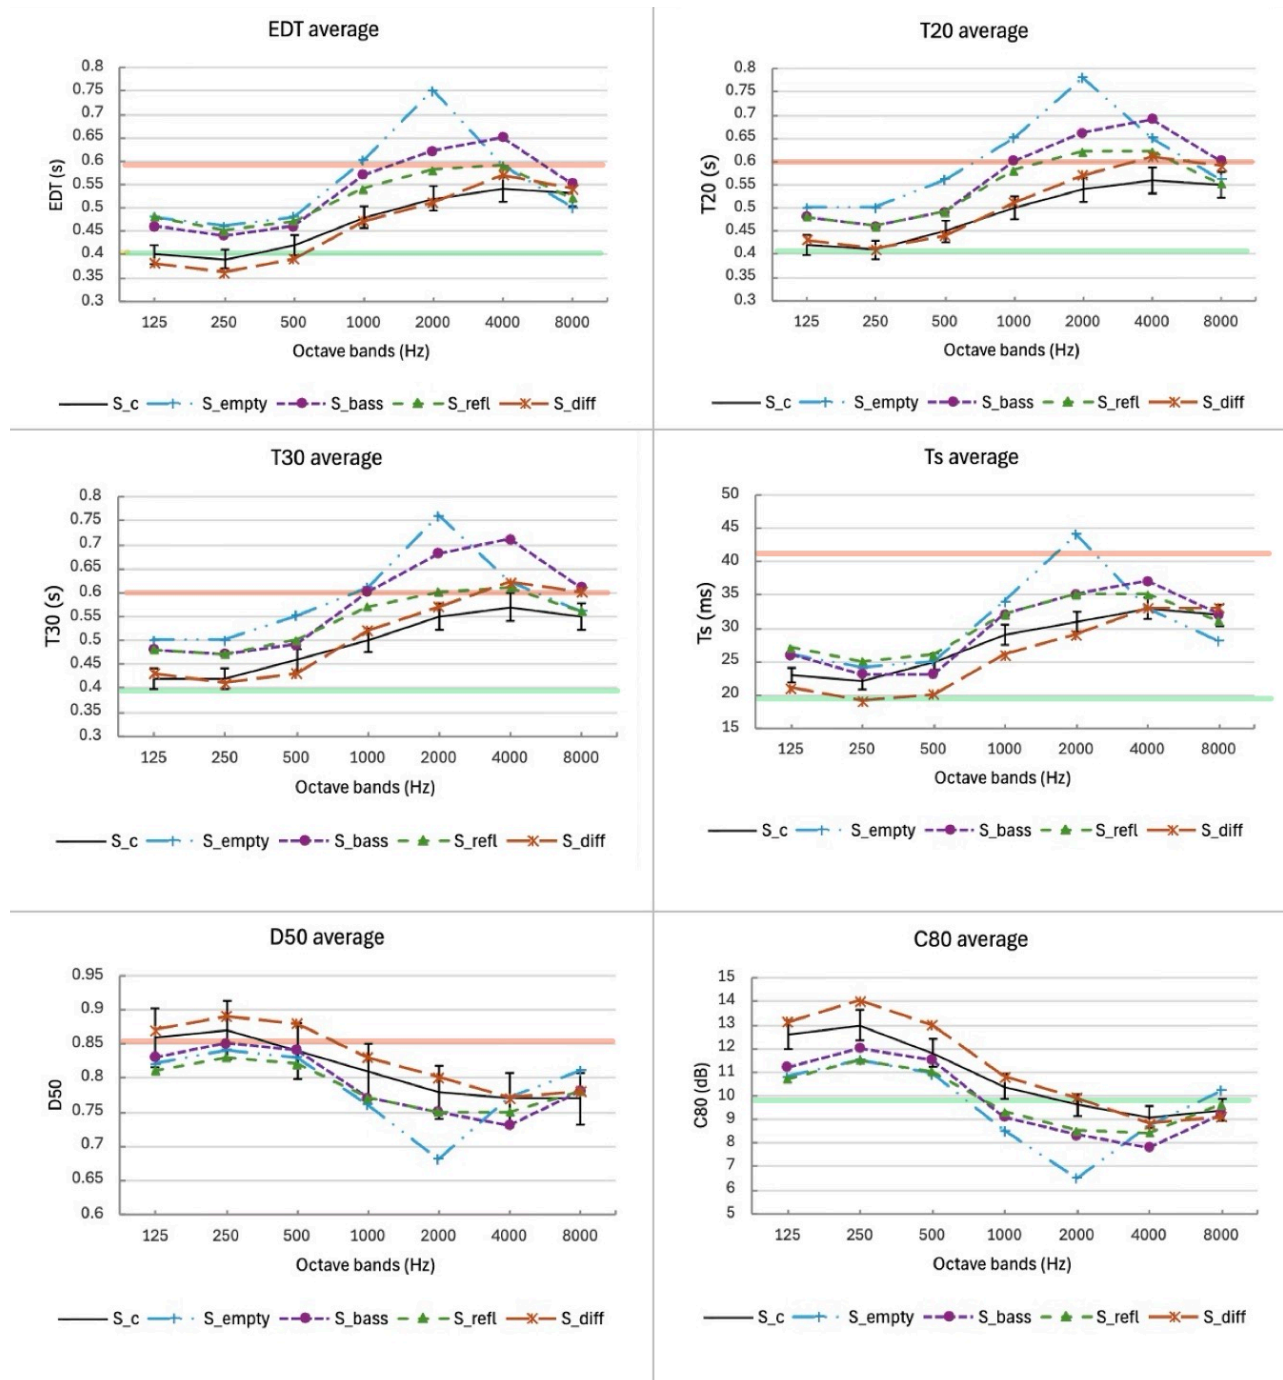 EDT average
0.8
0.75
0.7
0.65
0.6
0.55
0.5
0.45
0.4
0.35
0.3
EDT (s)
125 250 500 1000 2000 4000 8000
Octave bands (Hz)
S_c S_empty S_bass S_refl S_diff
T20 average
0.8
0.75
0.7
0.65
0.6
0.55
0.5
0.45
0.4
0.35
0.3
T20 (s)
125 250 500 1000 2000 4000 8000
Octave bands (Hz)
S_c S_empty S_bass S_refl S_diff
T30 average
0.8
0.75
0.7
0.65
0.6
0.55
0.5
0.45
0.4
0.35
0.3
T30 (s)
125 250 500 1000 2000 4000 8000
Octave bands (Hz)
S_c S_empty S_bass S_refl S_diff
Ts average
50
45
40
35
30
25
20
15
Ts (ms)
125 250 500 1000 2000 4000 8000
Octave bands (Hz)
S_c S_empty S_bass S_refl S_diff
D50 average
0.95
0.9
0.85
0.8
0.75
0.7
0.65
0.6
D50
125 250 500 1000 2000 4000 8000
Octave bands (Hz)
S_c S_empty S_bass S_refl S_diff
C80 average
15
14
13
12
11
10
9
8
7
6
5
C80 (dB)
125 250 500 1000 2000 4000 8000
Octave bands (Hz)
S_c S_empty S_bass S_refl S_diff